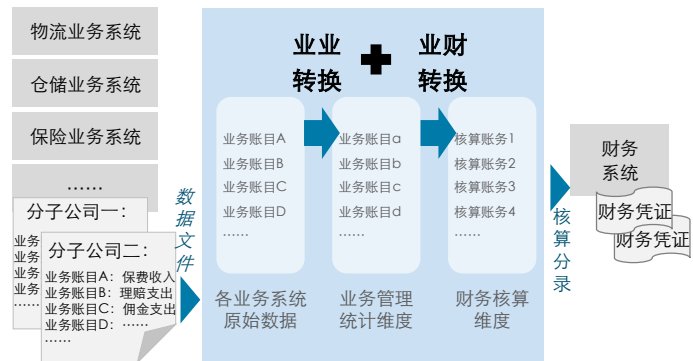 物流业务系统
仓储业务系统
保险业务系统
……
分子公司一：
业务
业务
业务
业务
……
分子公司二：
业务账目A：保费收入
业务账目B：理赔支出
业务账目C：佣金支出
业务账目D：……
……
数据文件
业业
转换
业财
转换
业务账目A
业务账目B
业务账目C
业务账目D
……
各业务系统
原始数据
业务账目a
业务账目b
业务账目c
业务账目d
……
业务管理
统计维度
核算账务1
核算账务2
核算账务3
核算账务4
……
财务核算
维度
核算分录
财务
系统
财务凭证
财务凭证